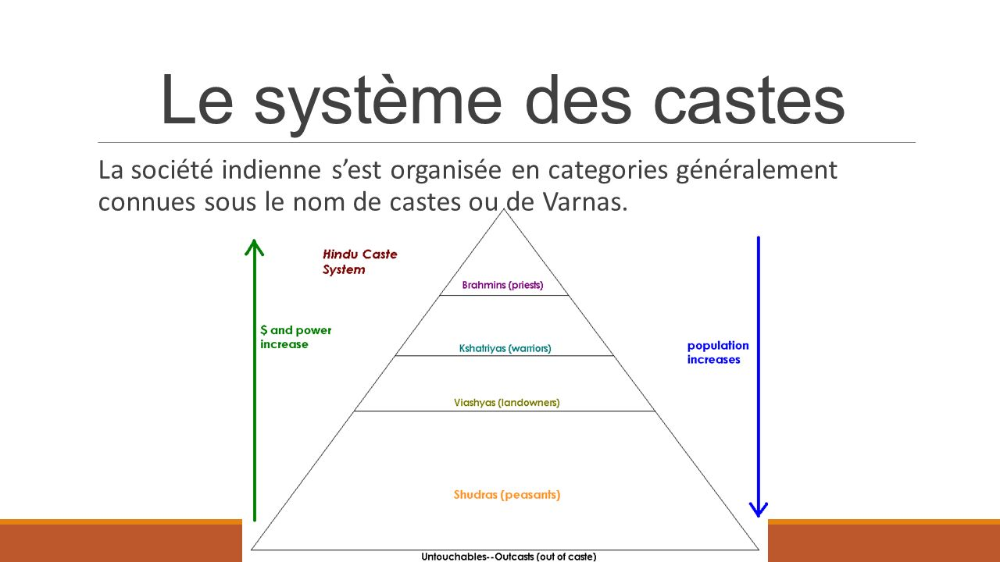 Le système des castes
La société indienne s’est organisée en categories généralement
connues sous le nom de castes ou de Varnas.
Hindu Caste
System
Brahmins (priests)
$ and power
increase
Kshatriyas (warriors)
population
increases
Viashyas (landowners)
Shudras (peasants)
Untouchables--Outcasts (out of caste)